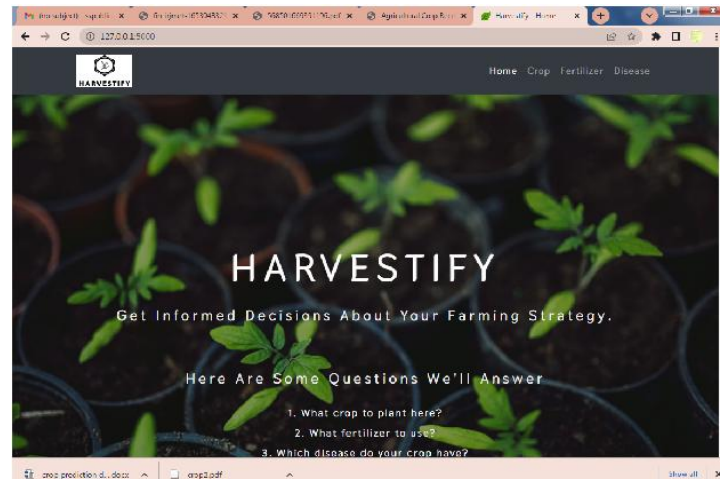 127.0.0.1:5000
HARVESTIFY
Home Crop Fertilizer Disease
HARVESTIFY
Get Informed Decisions About Your Farming Strategy.
Here Are Some Questions We'll Answer
1. What crop to plant here?
2. What fertilizer to use?
3. Which disease do your crop have?
crop prediction d....docx
crop2.pdf
Show all